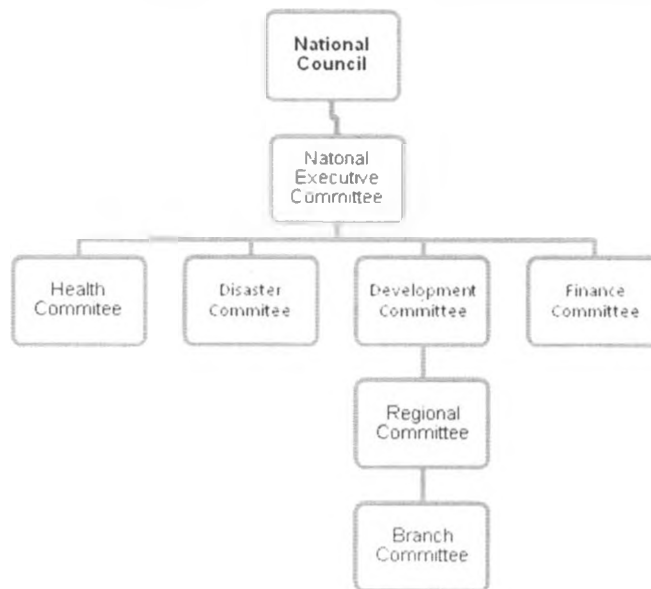 National
Council
Natonal
Executive
Committee
Health
Commitee
Disaster
Commitee
Development
Committee
Finance
Committee
Regional
Committee
Branch
Committee